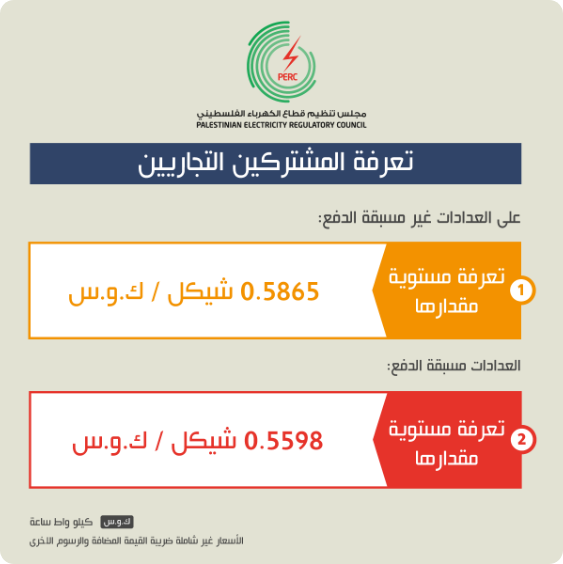 PERC
مجلس تنظيم قطاع الكهرباء الفلسطيني
PALESTINIAN ELECTRICITY REGULATORY COUNCIL
تعرفة المشتركين التجاريين
على العدادات غير مسبقة الدفع:
1
تعرفة مستوية
مقدارها
0.5865 شيكل / ك.و.س
العدادات مسبقة الدفع:
2
تعرفة مستوية
مقدارها
0.5598 شيكل / ك.و.س
ك.و.س كيلو واط ساعة
الأسعار غير شاملة ضريبة القيمة المضافة والرسوم الأخرى